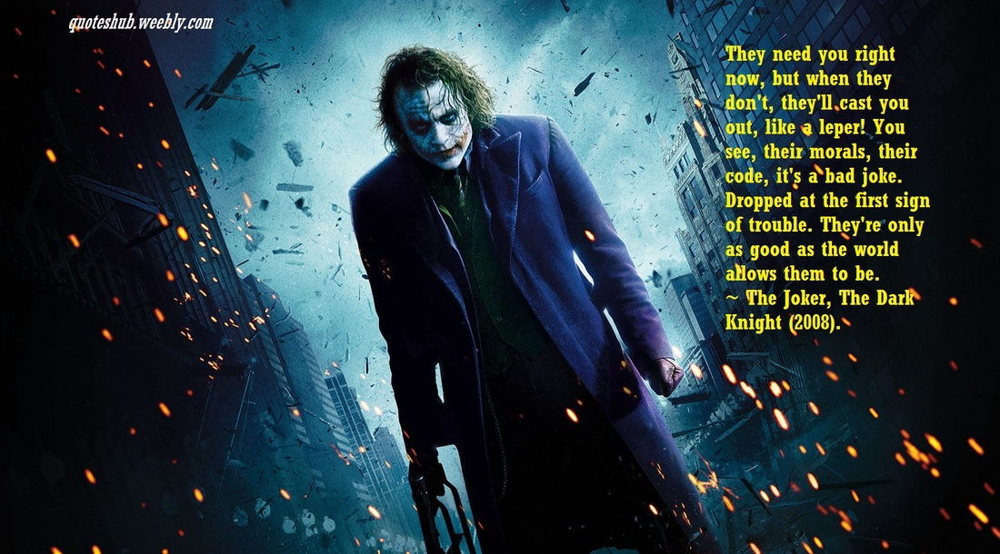 quoteshub.weebly.com
They need you right
now, but when they
don't, they'll cast you
out, like a leper! You
see, their morals, their
code, it's a bad joke.
Dropped at the first sign
of trouble. They're only
as good as the world
allows them to be.
~ The Joker, The Dark
Knight (2008).